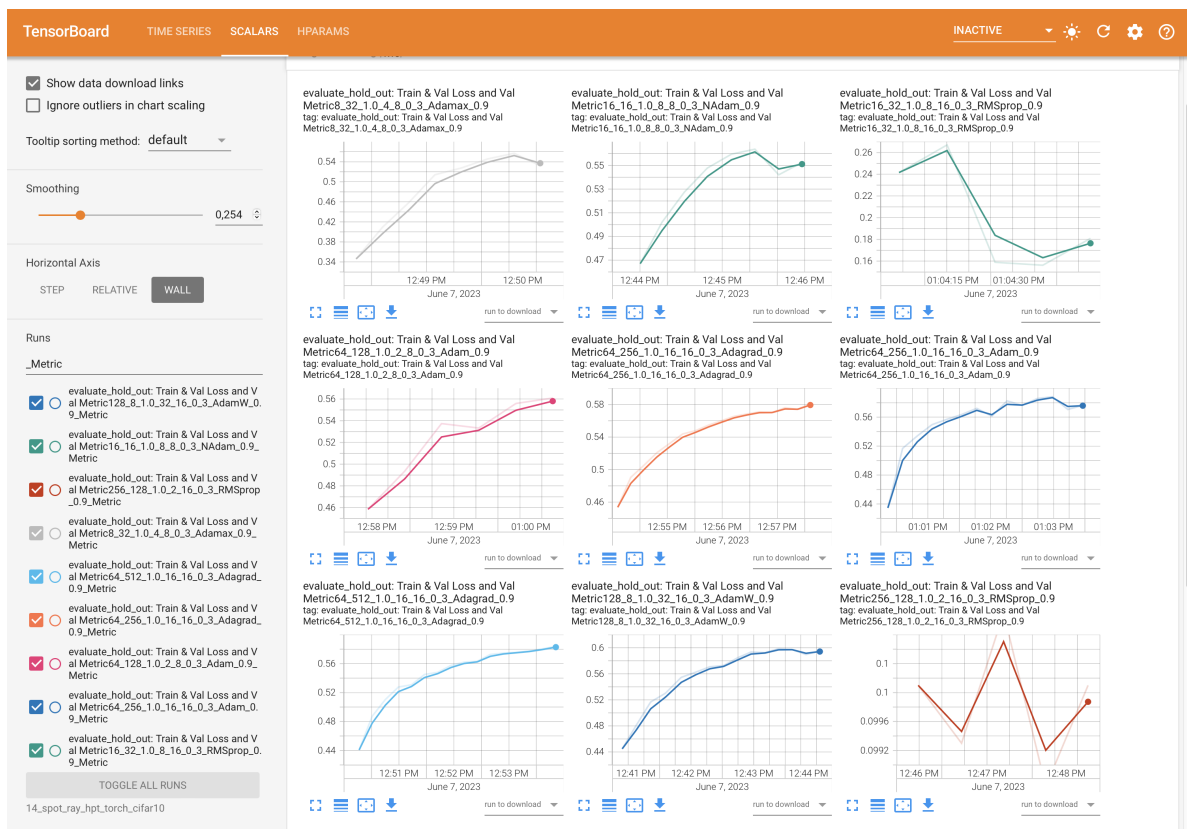 TensorBoard
TIME SERIES
SCALARS
HPARAMS
INACTIVE
Show data download links
Ignore outliers in chart scaling
Tooltip sorting method: default
Smoothing
0,254
Horizontal Axis
STEP
RELATIVE
WALL
Runs
_Metric
evaluate_hold_out: Train & Val Loss and V
al Metric128_8_1.0_32_16_0_3_AdamW_0.
9_Metric
evaluate_hold_out: Train & Val Loss and V
al Metric16_16_1.0_8_8_0_3_NAdam_0.9_
Metric
evaluate_hold_out: Train & Val Loss and V
al Metric256_128_1.0_2_16_0_3_RMSprop
_0.9_Metric
evaluate_hold_out: Train & Val Loss and V
al Metric8_32_1.0_4_8_0_3_Adamax_0.9_
Metric
evaluate_hold_out: Train & Val Loss and V
al Metric64_512_1.0_16_16_0_3_Adagrad_
0.9_Metric
evaluate_hold_out: Train & Val Loss and V
al Metric64_256_1.0_16_16_0_3_Adagrad_
0.9_Metric
evaluate_hold_out: Train & Val Loss and V
al Metric64_128_1.0_2_8_0_3_Adam_0.9_
Metric
evaluate_hold_out: Train & Val Loss and V
al Metric64_256_1.0_16_16_0_3_Adam_0.
9_Metric
evaluate_hold_out: Train & Val Loss and V
al Metric16_32_1.0_8_16_0_3_RMSprop_0.
9_Metric
TOGGLE ALL RUNS
14_spot_ray_hpt_torch_cifar10
evaluate_hold_out: Train & Val Loss and Val
Metric8_32_1.0_4_8_0_3_Adamax_0.9
tag: evaluate_hold_out: Train & Val Loss and Val
Metric8_32_1.0_4_8_0_3_Adamax_0.9
0.54
0.5
0.46
0.42
0.38
0.34
12:49 PM
12:50 PM
June 7, 2023
run to download
evaluate_hold_out: Train & Val Loss and Val
Metric16_16_1.0_8_8_0_3_NAdam_0.9
tag: evaluate_hold_out: Train & Val Loss and Val
Metric16_16_1.0_8_8_0_3_NAdam_0.9
0.55
0.53
0.51
0.49
0.47
12:44 PM
12:45 PM
12:46 PM
June 7, 2023
run to download
evaluate_hold_out: Train & Val Loss and Val
Metric16_32_1.0_8_16_0_3_RMSprop_0.9
tag: evaluate_hold_out: Train & Val Loss and Val
Metric16_32_1.0_8_16_0_3_RMSprop_0.9
0.26
0.24
0.22
0.2
0.18
0.16
01:04:15 PM
01:04:30 PM
June 7, 2023
run to download
evaluate_hold_out: Train & Val Loss and Val
Metric64_128_1.0_2_8_0_3_Adam_0.9
tag: evaluate_hold_out: Train & Val Loss and Val
Metric64_128_1.0_2_8_0_3_Adam_0.9
0.56
0.54
0.52
0.5
0.48
0.46
12:58 PM
12:59 PM
01:00 PM
June 7, 2023
run to download
evaluate_hold_out: Train & Val Loss and Val
Metric64_256_1.0_16_16_0_3_Adagrad_0.9
tag: evaluate_hold_out: Train & Val Loss and Val
Metric64_256_1.0_16_16_0_3_Adagrad_0.9
0.58
0.54
0.5
0.46
12:55 PM
12:56 PM
12:57 PM
June 7, 2023
run to download
evaluate_hold_out: Train & Val Loss and Val
Metric64_256_1.0_16_16_0_3_Adam_0.9
tag: evaluate_hold_out: Train & Val Loss and Val
Metric64_256_1.0_16_16_0_3_Adam_0.9
0.56
0.52
0.48
0.44
01:01 PM
01:02 PM
01:03 PM
June 7, 2023
run to download
evaluate_hold_out: Train & Val Loss and Val
Metric64_512_1.0_16_16_0_3_Adagrad_0.9
tag: evaluate_hold_out: Train & Val Loss and Val
Metric64_512_1.0_16_16_0_3_Adagrad_0.9
0.56
0.52
0.48
0.44
12:51 PM
12:52 PM
12:53 PM
June 7, 2023
run to download
evaluate_hold_out: Train & Val Loss and Val
Metric128_8_1.0_32_16_0_3_AdamW_0.9
tag: evaluate_hold_out: Train & Val Loss and Val
Metric128_8_1.0_32_16_0_3_AdamW_0.9
0.6
0.56
0.52
0.48
0.44
12:41 PM
12:42 PM
12:43 PM
12:44 PM
June 7, 2023
run to download
evaluate_hold_out: Train & Val Loss and Val
Metric256_128_1.0_2_16_0_3_RMSprop_0.9
tag: evaluate_hold_out: Train & Val Loss and Val
Metric256_128_1.0_2_16_0_3_RMSprop_0.9
0.1
0.1
0.0996
0.0992
12:46 PM
12:47 PM
12:48 PM
June 7, 2023
run to download